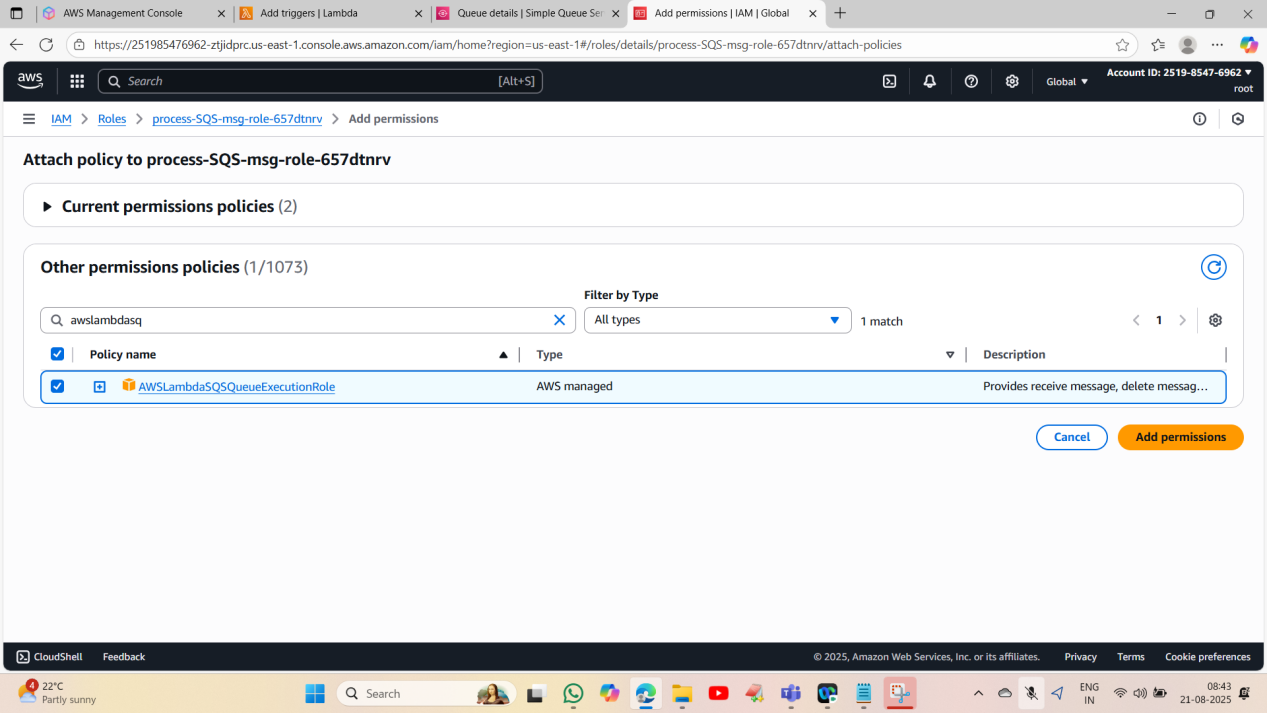 AWS Management Console
Add triggers | Lambda
Queue details | Simple Queue Ser
Add permissions | IAM | Global
https://251985476962-ztjidprc.us-east-1.console.aws.amazon.com/iam/home?region=us-east-1#/roles/details/process-SQS-msg-role-657dtnrv/attach-policies
aws
Search
[Alt+S]
Global
Account ID: 2519-8547-6962
root
IAM
Roles
process-SQS-msg-role-657dtnrv
Add permissions
Attach policy to process-SQS-msg-role-657dtnrv
Current permissions policies (2)
Other permissions policies (1/1073)
Filter by Type
awslambdasq
All types
1 match
1
Policy name
Type
Description
AWSLambdaSQSQueueExecutionRole
AWS managed
Provides receive message, delete messag...
Cancel
Add permissions
CloudShell
Feedback
© 2025, Amazon Web Services, Inc. or its affiliates.
Privacy
Terms
Cookie preferences
4
22°C
Partly sunny
Search
ENG
IN
08:43
21-08-2025